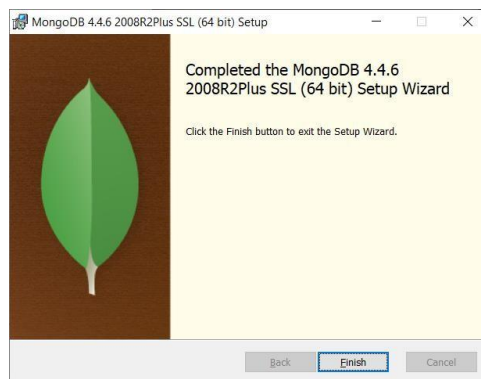 MongoDB 4.4.6 2008R2Plus SSL (64 bit) Setup
Completed the MongoDB 4.4.6
2008R2Plus SSL (64 bit) Setup Wizard
Click the Finish button to exit the Setup Wizard.
Back Finish Cancel